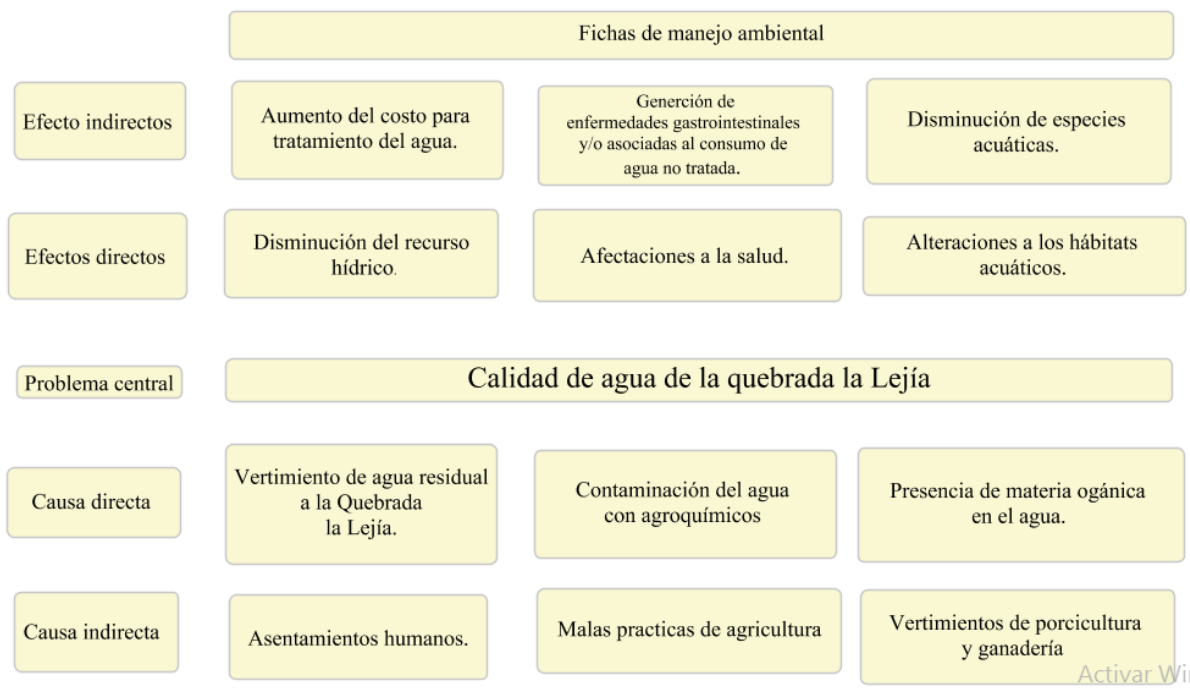 Fichas de manejo ambiental
Efecto indirectos
Aumento del costo para
tratamiento del agua.
Generción de
enfermedades gastrointestinales
y/o asociadas al consumo de
agua no tratada.
Disminución de especies
acuáticas.
Efectos directos
Disminución del recurso
hídrico.
Afectaciones a la salud.
Alteraciones a los hábitats
acuáticos.
Problema central
Calidad de agua de la quebrada la Lejía
Causa directa
Vertimiento de agua residual
a la Quebrada
la Lejía.
Contaminación del agua
con agroquímicos
Presencia de materia ogánica
en el agua.
Causa indirecta
Asentamientos humanos.
Malas practicas de agricultura
Vertimientos de porcicultura
y ganadería
Activar Wi